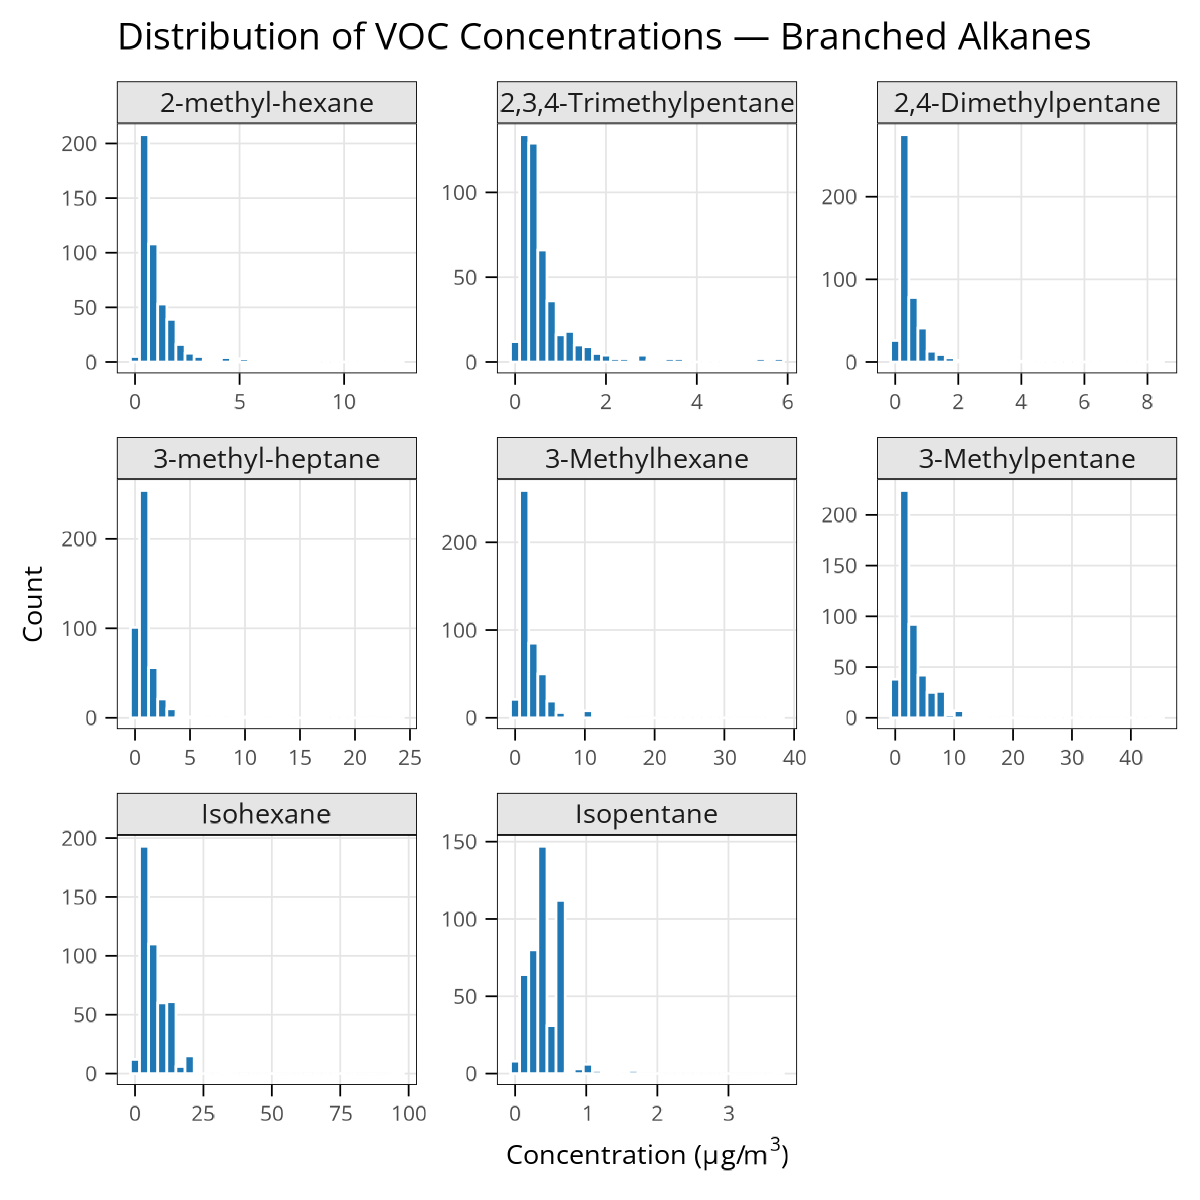 Distribution of VOC Concentrations — Branched Alkanes
2-methyl-hexane
2,3,4-Trimethylpentane
2,4-Dimethylpentane
200
150
100
50
0
0 5 10
100
50
0
0 2 4 6
200
100
0
0 2 4 6 8
3-methyl-heptane
3-Methylhexane
3-Methylpentane
200
100
0
0 5 10 15 20 25
200
100
0
0 10 20 30 40
200
150
100
50
0
0 10 20 30 40
Count
Isohexane
Isopentane
200
150
100
50
0
0 25 50 75 100
150
100
50
0
0 1 2 3
Concentration (µg/m³)